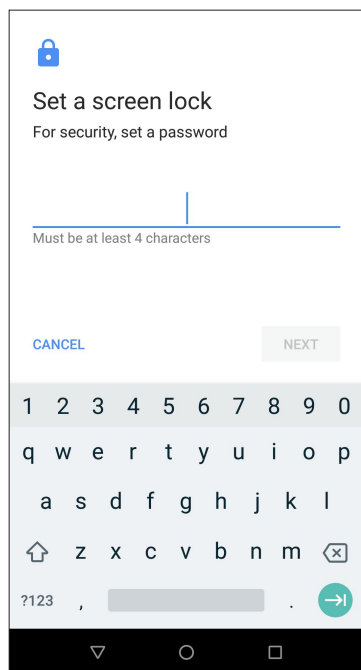 Set a screen lock
For security, set a password
Must be at least 4 characters
CANCEL NEXT
1 2 3 4 5 6 7 8 9 0
q w e r t y u i o p
a s d f g h j k l
z x c v b n m
?123 , .